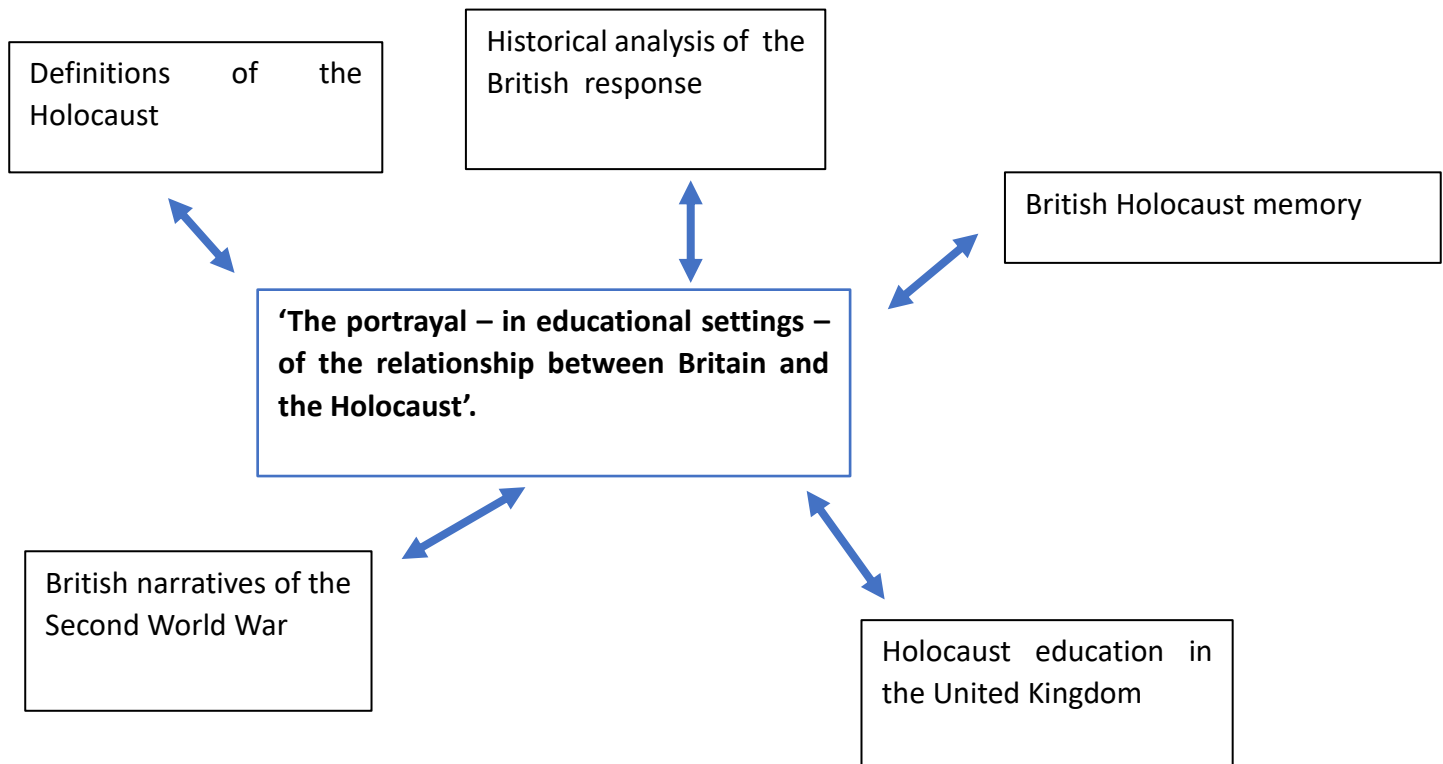 Definitions of the
Holocaust
Historical analysis of the
British response
British Holocaust memory
‘The portrayal – in educational settings –
of the relationship between Britain and
the Holocaust’.
British narratives of the
Second World War
Holocaust education in
the United Kingdom